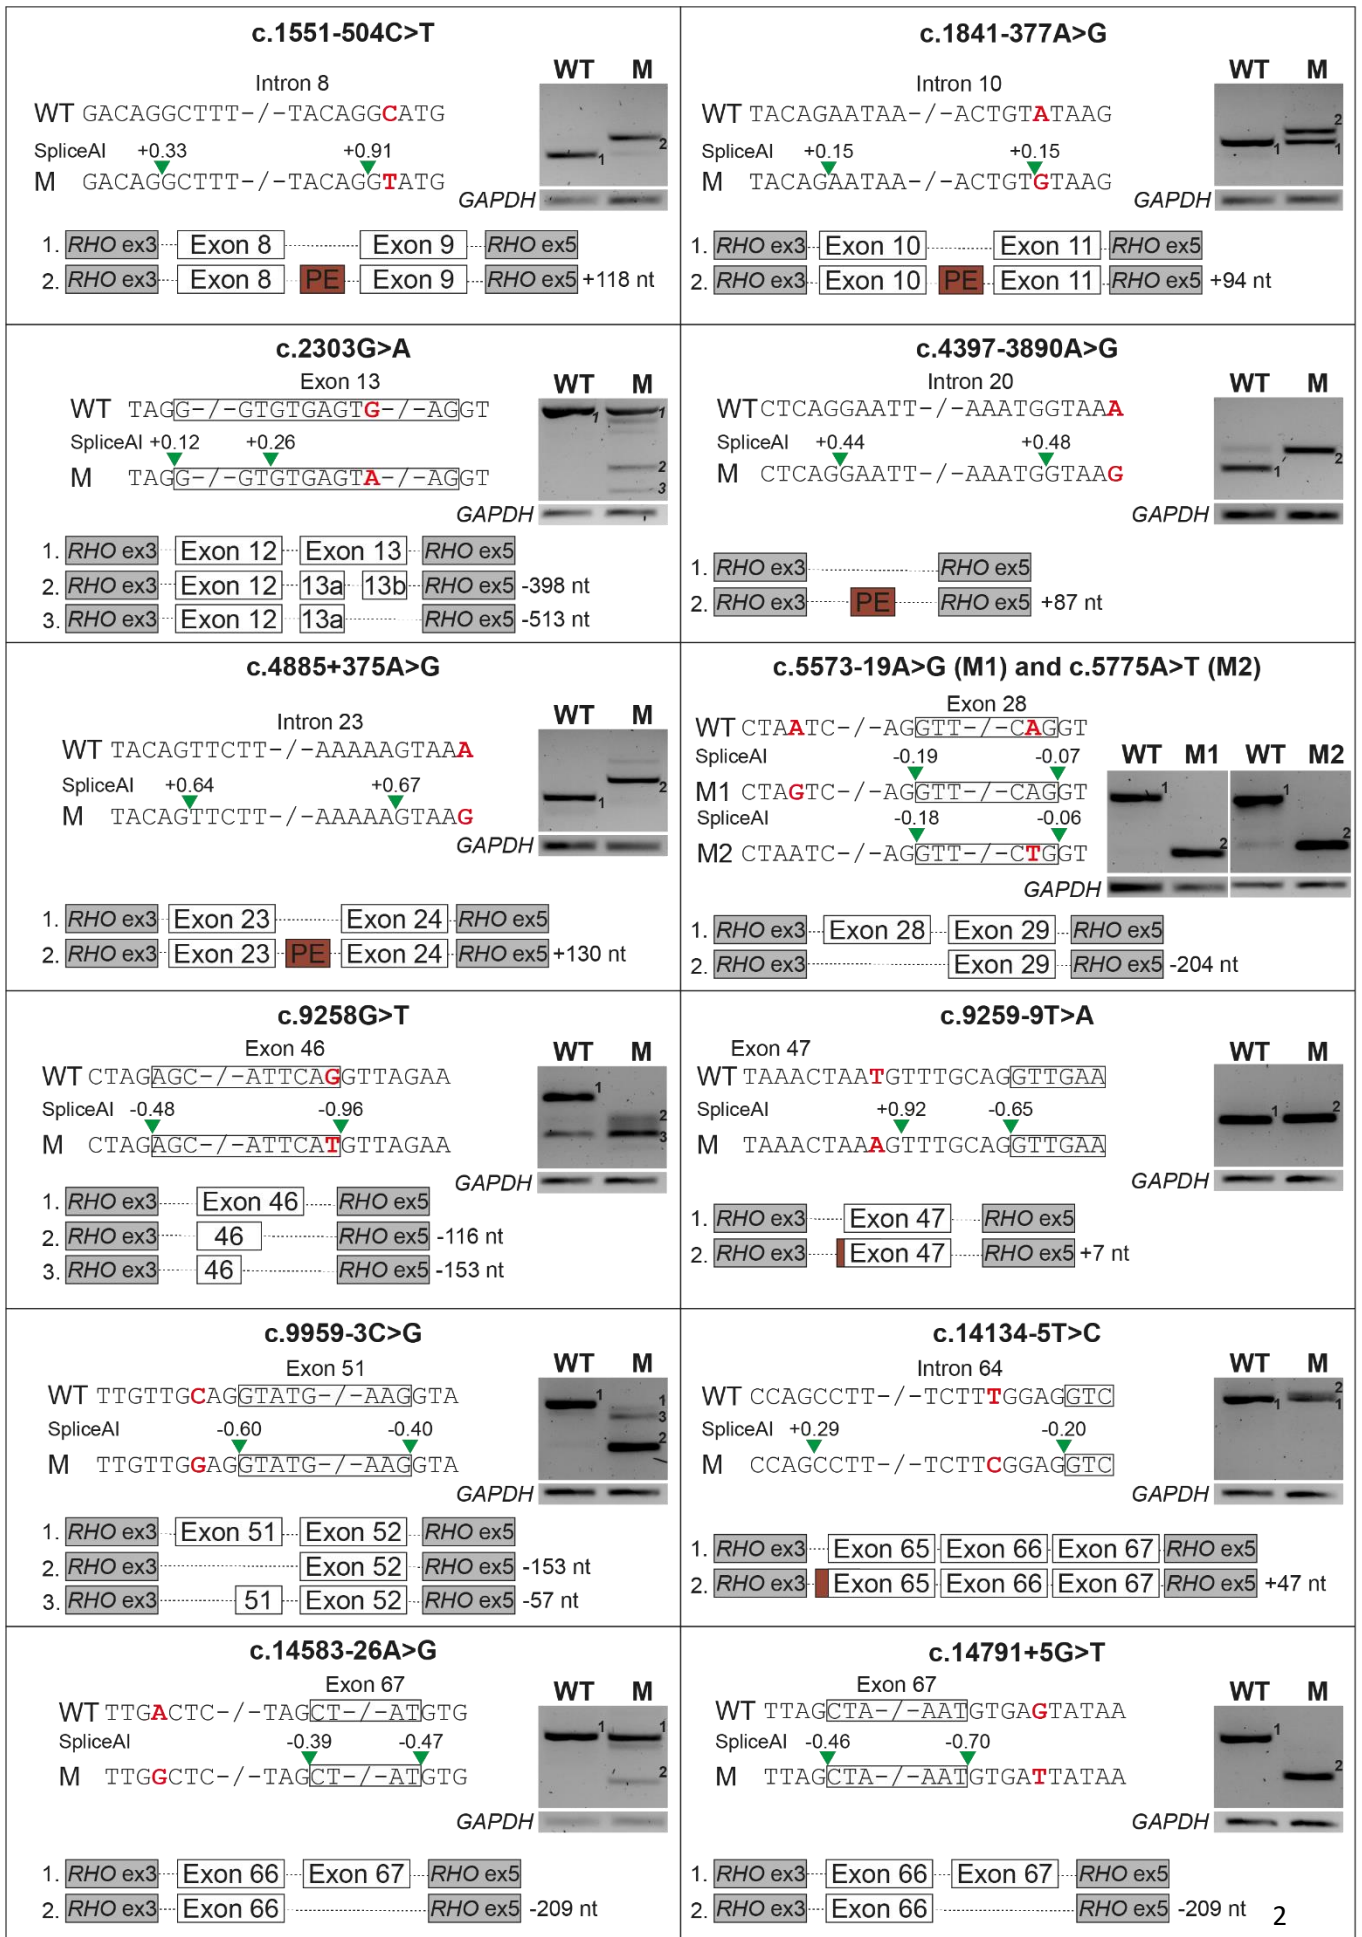 c.1551-504C>T
WT M
Intron 8
WT GACAGGCTTT-/-TACAGGCATG
SpliceAI +0.33 +0.91
M GACAGGCTTT-/-TACAGGTATG
1
2
GAPDH
1. RHO ex3 Exon 8 Exon 9 RHO ex5
2. RHO ex3 Exon 8 PE Exon 9 RHO ex5 +118 nt
c.1841-377A>G
WT M
Intron 10
WT TACAGAATAA-/-ACTGTATAAG
SpliceAI +0.15 +0.15
M TACAGAATAA-/-ACTGTGTAAG
1
2
1
GAPDH
1. RHO ex3 Exon 10 Exon 11 RHO ex5
2. RHO ex3 Exon 10 PE Exon 11 RHO ex5 +94 nt
c.2303G>A
WT M
Exon 13
WT TAGG-/-GTGTGAGTG-/-AGGT
SpliceAI +0.12 +0.26
M TAGG-/-GTGTGAGTA-/-AGGT
1
1
2
3
GAPDH
1. RHO ex3 Exon 12 Exon 13 RHO ex5
2. RHO ex3 Exon 12 13a 13b RHO ex5 -398 nt
3. RHO ex3 Exon 12 13a RHO ex5 -513 nt
c.4397-3890A>G
WT M
Intron 20
WT CTCAGGAATT-/-AAATGGTAAA
SpliceAI +0.44 +0.48
M CTCAGGAATT-/-AAATGGTAAG
1
2
GAPDH
1. RHO ex3 RHO ex5
2. RHO ex3 PE RHO ex5 +87 nt
c.4885+375A>G
WT M
Intron 23
WT TACAGTTCTT-/-AAAAAGTAAA
SpliceAI +0.64 +0.67
M TACAGTTCTT-/-AAAAAGTAAG
1
2
GAPDH
1. RHO ex3 Exon 23 Exon 24 RHO ex5
2. RHO ex3 Exon 23 PE Exon 24 RHO ex5 +130 nt
c.5573-19A>G (M1) and c.5775A>T (M2)
Exon 28
WT CTAATC-/-AGGTT-/-CAGGT
SpliceAI -0.19 -0.07
M1 CTAGTC-/-AGGTT-/-CAGGT
SpliceAI -0.18 -0.06
M2 CTAATC-/-AGGTT-/-CTGGT
WT M1 WT M2
1
2
1
2
GAPDH
1. RHO ex3 Exon 28 Exon 29 RHO ex5
2. RHO ex3 Exon 29 RHO ex5 -204 nt
c.9258G>T
WT M
Exon 46
WT CTAGAGC-/-ATTCAGGTTAGAA
SpliceAI -0.48 -0.96
M CTAGAGC-/-ATTCATGTTAGAA
1
2
3
GAPDH
1. RHO ex3 Exon 46 RHO ex5
2. RHO ex3 46 RHO ex5 -116 nt
3. RHO ex3 46 RHO ex5 -153 nt
c.9259-9T>A
WT M
Exon 47
WT TAAACTAATGTTTGCAGGTTGAA
SpliceAI +0.92 -0.65
M TAAACTAAAGTTTGCAGGTTGAA
1
2
GAPDH
1. RHO ex3 Exon 47 RHO ex5
2. RHO ex3 Exon 47 RHO ex5 +7 nt
c.9959-3C>G
WT M
Exon 51
WT TTGTTGCAGGTATG-/-AAGGTA
SpliceAI -0.60 -0.40
M TTGTTGGAGGTATG-/-AAGGTA
1
1
3
2
GAPDH
1. RHO ex3 Exon 51 Exon 52 RHO ex5
2. RHO ex3 Exon 52 RHO ex5 -153 nt
3. RHO ex3 51 Exon 52 RHO ex5 -57 nt
c.14134-5T>C
WT M
Intron 64
WT CCAGCCTT-/-TCTTTGGAGGTC
SpliceAI +0.29 -0.20
M CCAGCCTT-/-TCTTCGGAGGTC
1
2
1
GAPDH
1. RHO ex3 Exon 65 Exon 66 Exon 67 RHO ex5
2. RHO ex3 Exon 65 Exon 66 Exon 67 RHO ex5 +47 nt
c.14583-26A>G
WT M
Exon 67
WT TTGACTC-/-TAGCT-/-ATGTG
SpliceAI -0.39 -0.47
M TTGGCTC-/-TAGCT-/-ATGTG
1
1
2
GAPDH
1. RHO ex3 Exon 66 Exon 67 RHO ex5
2. RHO ex3 Exon 66 RHO ex5 -209 nt
c.14791+5G>T
WT M
Exon 67
WT TTAGCTA-/-AATGTGAGTATAA
SpliceAI -0.46 -0.70
M TTAGCTA-/-AATGTGATTATAA
1
2
GAPDH
1. RHO ex3 Exon 66 Exon 67 RHO ex5
2. RHO ex3 Exon 66 RHO ex5 -209 nt
2